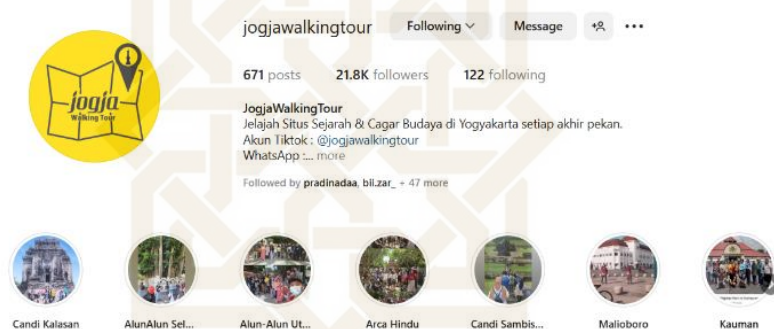 jogjawalkingtour Following Message
671 posts 21.8K followers 122 following
jogja
Walking Tour
JogjaWalkingTour
Jelajah Situs Sejarah & Cagar Budaya di Yogyakarta setiap akhir pekan.
Akun Tiktok : @jogjawalkingtour
WhatsApp :... more
Followed by pradinadaa, bli.zar_ + 47 more
Candi Kalasan AlunAlun Sel... Alun-Alun Ut... Arca Hindu Candi Sambis... Malioboro Kauman